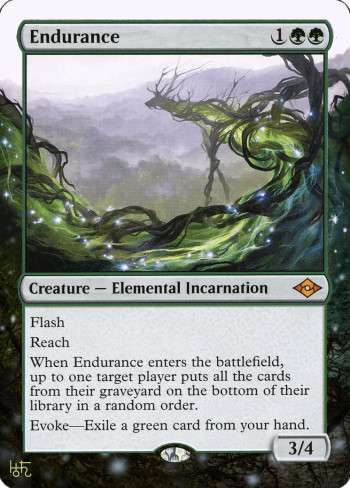 Endurance 1
Creature — Elemental Incarnation
Flash
Reach
When Endurance enters the battlefield,
up to one target player puts all the cards
from their graveyard on the bottom of their
library in a random order.
Evoke—Exile a green card from your hand.
3/4